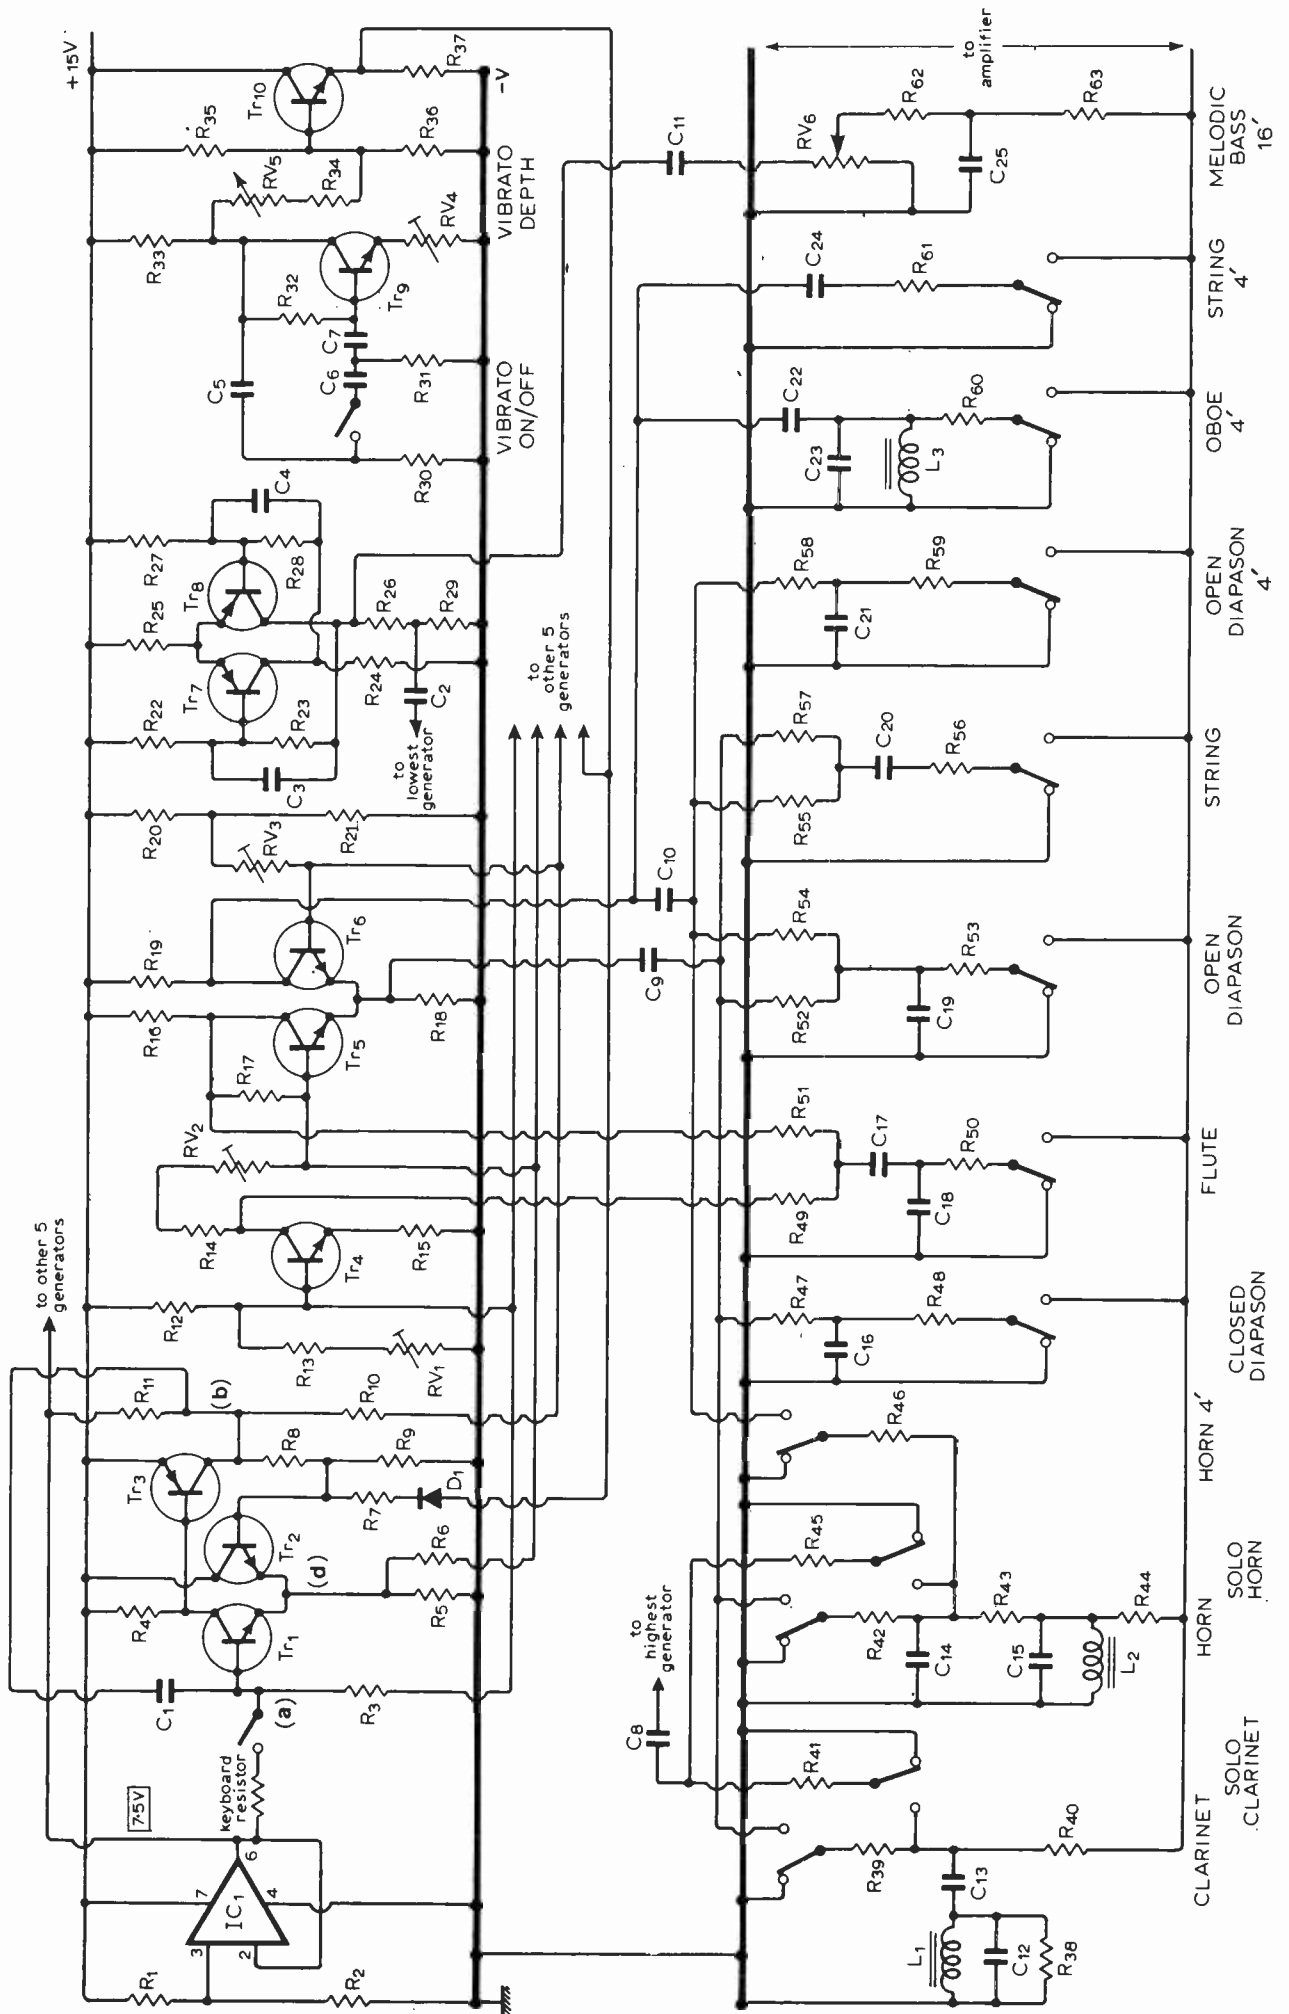 +15V
R35
Tr10
R37
RV5
R34
R36
-V
VIBRATO
DEPTH
R33
RV4
R32
Tr9
C5
C7
C6
R31
VIBRATO
ON/OFF
R30
C4
R27
R28
Tr8
R25
R26
R29
Tr7
R24
C2
R22
R23
C3
to
lowest
generator
to
other 5
generators
R20
RV3
R21
R19
Tr6
R16
R18
Tr5
R17
RV2
R14
R15
Tr4
R12
R13
RV1
to other 5
generators
R11
(b)
R10
Tr3
R8
R9
D1
R7
Tr2
(d)
R6
R5
R4
Tr1
C1
(a)
R3
keyboard
resistor
7·5V
6
7
4
IC1
3
2
R1
R2
C11
RV6
R62
R63
C25
to
amplifier
MELODIC
BASS
16′
C24
R61
STRING
4′
C22
R60
C23
L3
OBOE
4′
R58
R59
C21
OPEN
DIAPASON
4′
R57
R55
C20
R56
STRING
C10
C9
R54
R52
R53
C19
OPEN
DIAPASON
R51
R49
C17
R50
C18
FLUTE
R47
R48
C16
CLOSED
DIAPASON
HORN 4′
R46
R45
SOLO
HORN
R43
R44
R42
C14
C15
L2
HORN
to
highest
generator
C8
R41
SOLO
CLARINET
CLARINET
R39
R40
C13
L1
C12
R38